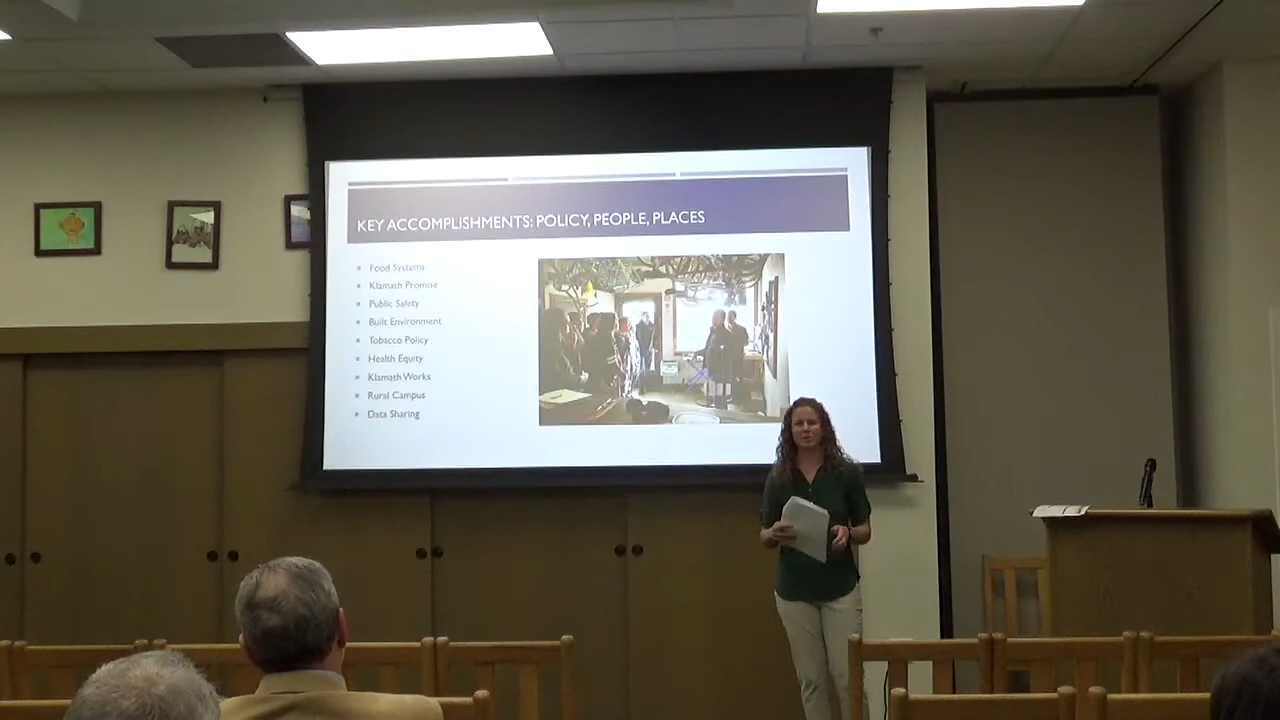 KEY ACCOMPLISHMENTS: POLICY, PEOPLE, PLACES
Food Systems
Klamath Promise
Public Safety
Built Environment
Tobacco Policy
Health Equity
Klamath Works
Rural Campus
Data Sharing